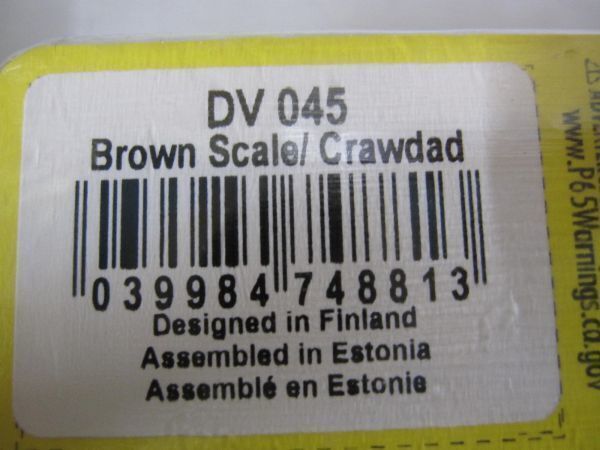 DV 045
Brown Scale/ Crawdad
039984 748813
Designed in Finland
Assembled in Estonia
Assemblé en Estonie
www.P65Warnings.ca.gov